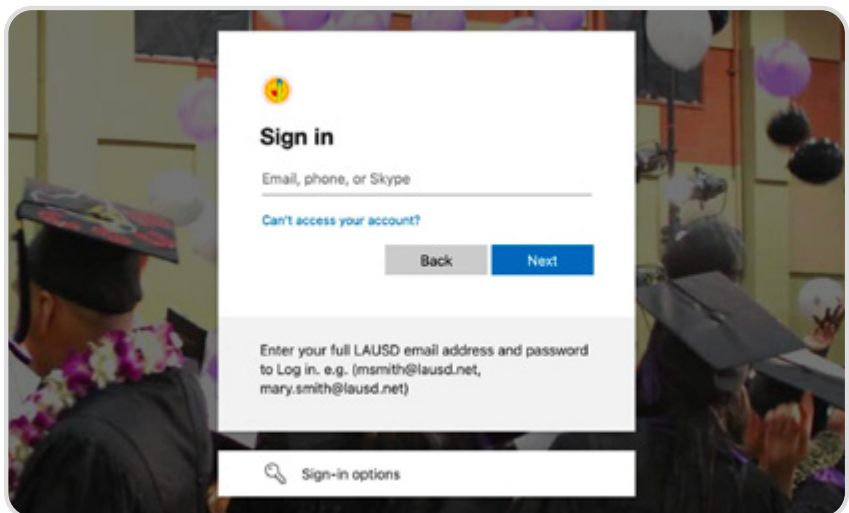 Sign in
Email, phone, or Skype
Can't access your account?
Back
Next
Enter your full LAUSD email address and password
to Log in. e.g. (msmith@lausd.net,
mary.smith@lausd.net)
Sign-in options